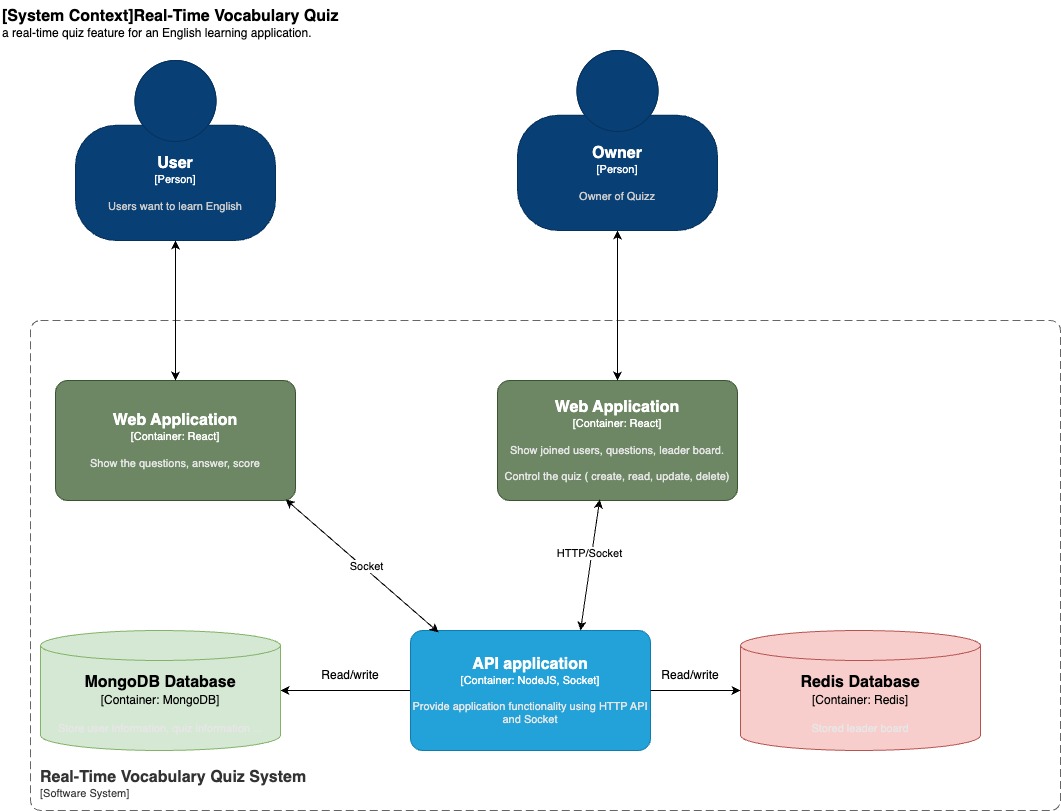 [System Context]Real-Time Vocabulary Quiz
a real-time quiz feature for an English learning application.
User
[Person]
Users want to learn English
Owner
[Person]
Owner of Quizz
Web Application
[Container: React]
Show the questions, answer, score
Web Application
[Container: React]
Show joined users, questions, leader board.
Control the quiz ( create, read, update, delete)
Socket
HTTP/Socket
MongoDB Database
[Container: MongoDB]
Store user information, quiz information
Read/write
API application
[Container: NodeJS, Socket]
Provide application functionality using HTTP API
and Socket
Read/write
Redis Database
[Container: Redis]
Stored leader board
Real-Time Vocabulary Quiz System
[Software System]